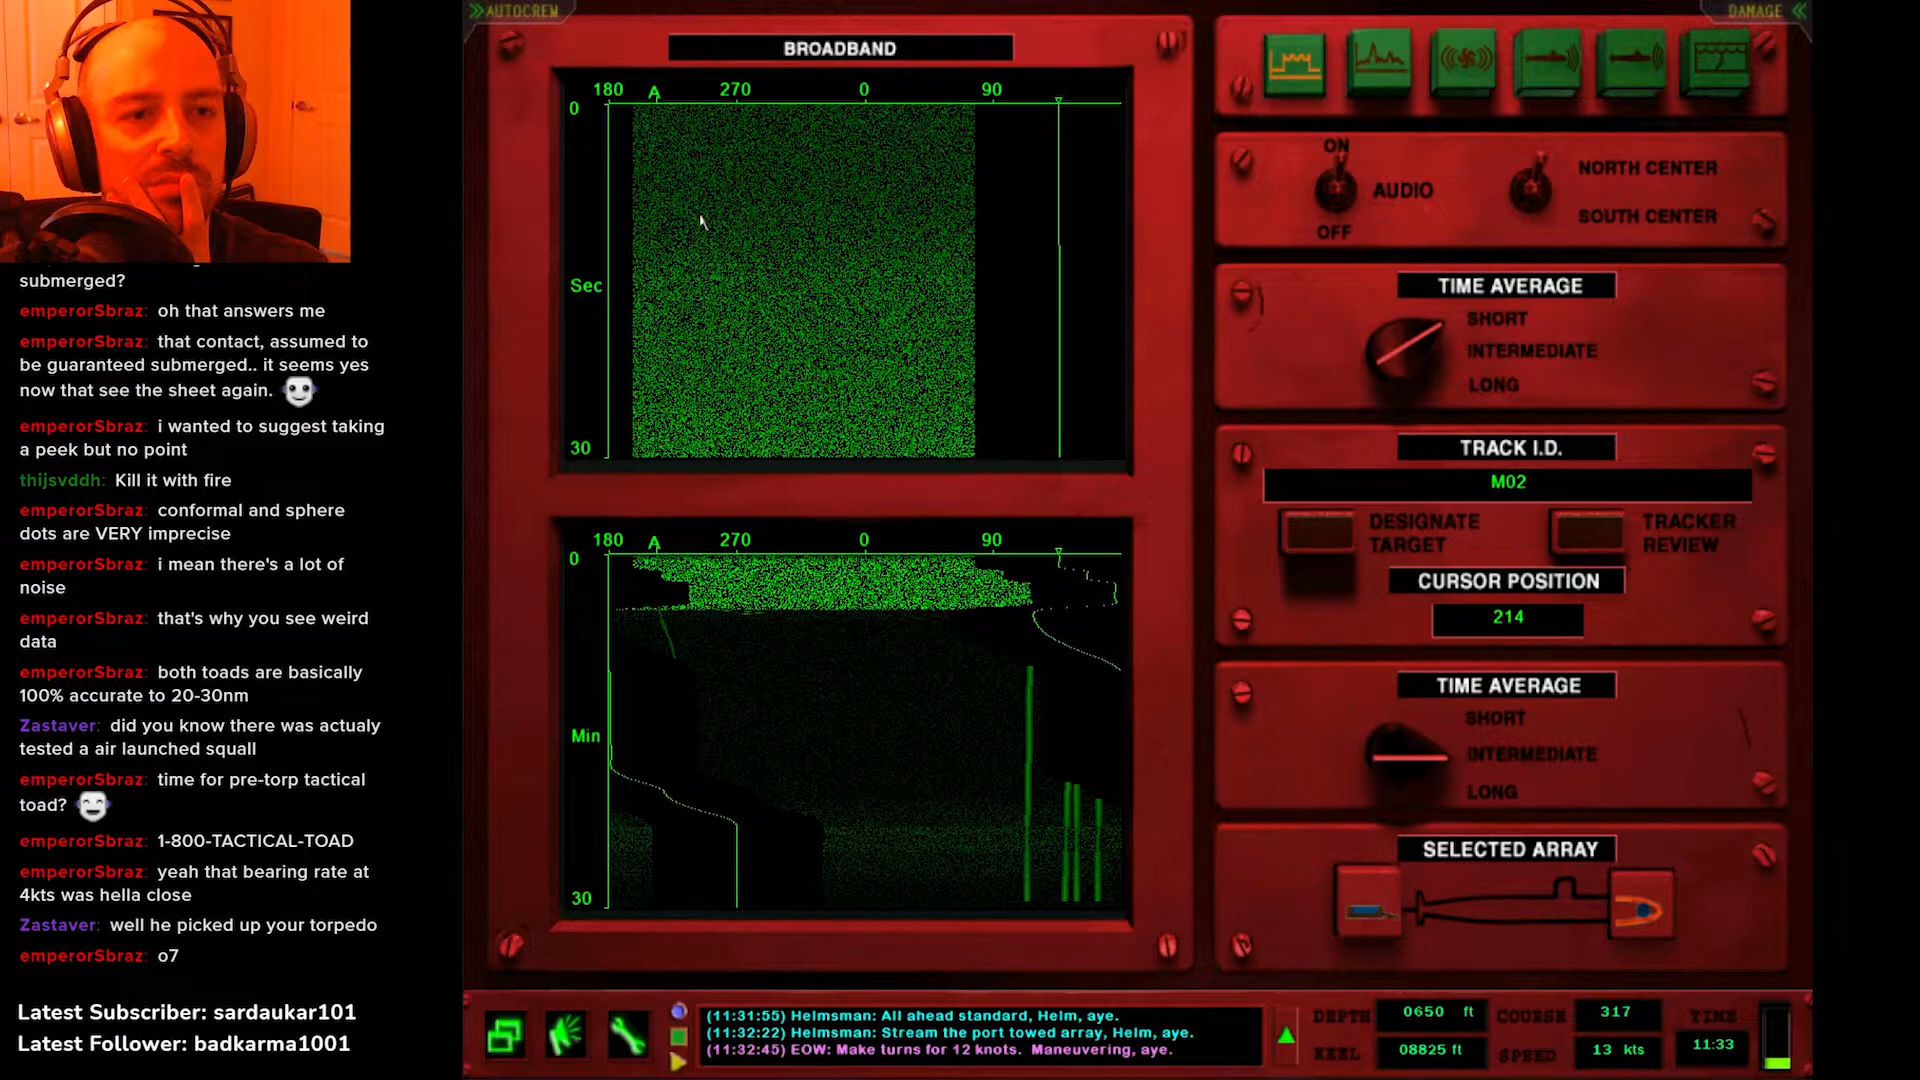 submerged?
emperorSbraz: oh that answers me
emperorSbraz: that contact, assumed to
be guaranteed submerged.. it seems yes
now that see the sheet again.
emperorSbraz: i wanted to suggest taking
a peek but no point
thijsvddh: Kill it with fire
emperorSbraz: conformal and sphere
dots are VERY imprecise
emperorSbraz: i mean there's a lot of
noise
emperorSbraz: that's why you see weird
data
emperorSbraz: both toads are basically
100% accurate to 20-30nm
Zastaver: did you know there was actualy
tested a air launched squall
emperorSbraz: time for pre-torp tactical
toad?
emperorSbraz: 1-800-TACTICAL-TOAD
emperorSbraz: yeah that bearing rate at
4kts was hella close
Zastaver: well he picked up your torpedo
emperorSbraz: o7
Latest Subscriber: sardaukar101
Latest Follower: badkarma1001
AUTOCREW
DAMAGE
BROADBAND
180 A 270 0 90
0
Sec
30
180 A 270 0 90
0
Min
30
ON
AUDIO
OFF
NORTH CENTER
SOUTH CENTER
TIME AVERAGE
SHORT
INTERMEDIATE
LONG
TRACK I.D.
M02
DESIGNATE
TARGET
TRACKER
REVIEW
CURSOR POSITION
214
TIME AVERAGE
SHORT
INTERMEDIATE
LONG
SELECTED ARRAY
(11:31:55) Helmsman: All ahead standard, Helm, aye.
(11:32:22) Helmsman: Stream the port towed array, Helm, aye.
(11:32:45) EOW: Make turns for 12 knots. Maneuvering, aye.
DEPTH 0650 ft COURSE 317 TIME
REEL 08825 ft SPEED 13 kts 11:33